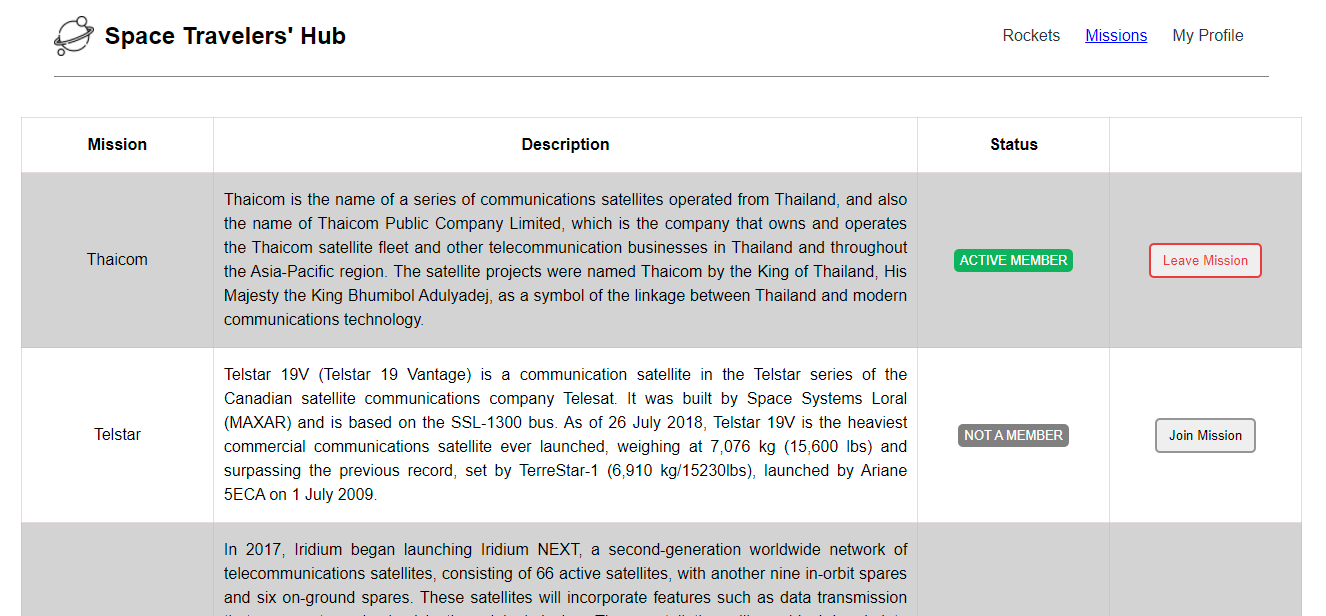 Space Travelers' Hub
Rockets Missions My Profile
Mission Description Status
Thaicom is the name of a series of communications satellites operated from Thailand, and also
the name of Thaicom Public Company Limited, which is the company that owns and operates
the Thaicom satellite fleet and other telecommunication businesses in Thailand and throughout
Thaicom
ACTIVE MEMBER
Leave Mission
the Asia-Pacific region. The satellite projects were named Thaicom by the King of Thailand, His
Majesty the King Bhumibol Adulyadej, as a symbol of the linkage between Thailand and modern
communications technology.
Telstar 19V (Telstar 19 Vantage) is a communication satellite in the Telstar series of the
Canadian satellite communications company Telesat. It was built by Space Systems Loral
(MAXAR) and is based on the SSL-1300 bus. As of 26 July 2018, Telstar 19V is the heaviest
Telstar
NOT A MEMBER
Join Mission
commercial communications satellite ever launched, weighing at 7,076 kg (15,600 lbs) and
surpassing the previous record, set by TerreStar-1 (6,910 kg/15230lbs), launched by Ariane
5ECA on 1 July 2009.
In 2017, Iridium began launching Iridium NEXT, a second-generation worldwide network of
telecommunications satellites, consisting of 66 active satellites, with another nine in-orbit spares
and six on-ground spares. These satellites will incorporate features such as data transmission